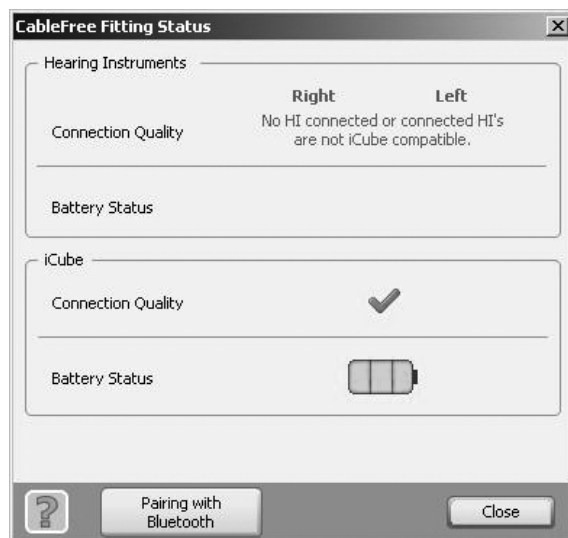 CableFree Fitting Status
Hearing Instruments
Right Left
Connection Quality
No HI connected or connected HI's
are not iCube compatible.
Battery Status
iCube
Connection Quality
Battery Status
?
Pairing with
Bluetooth
Close